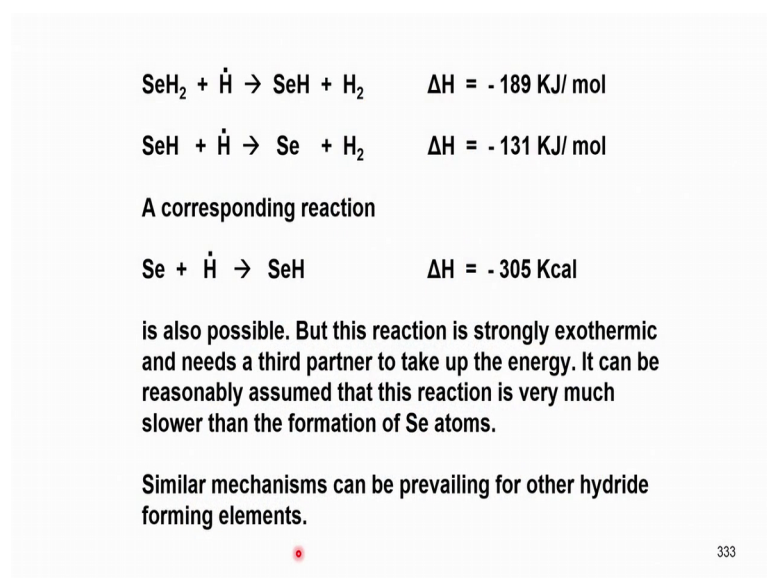 SeH₂ + Ḣ → SeH + H₂ ΔH = - 189 KJ/ mol
SeH + Ḣ → Se + H₂ ΔH = - 131 KJ/ mol
A corresponding reaction
Se + Ḣ → SeH ΔH = - 305 Kcal
is also possible. But this reaction is strongly exothermic
and needs a third partner to take up the energy. It can be
reasonably assumed that this reaction is very much
slower than the formation of Se atoms.
Similar mechanisms can be prevailing for other hydride
forming elements.
333